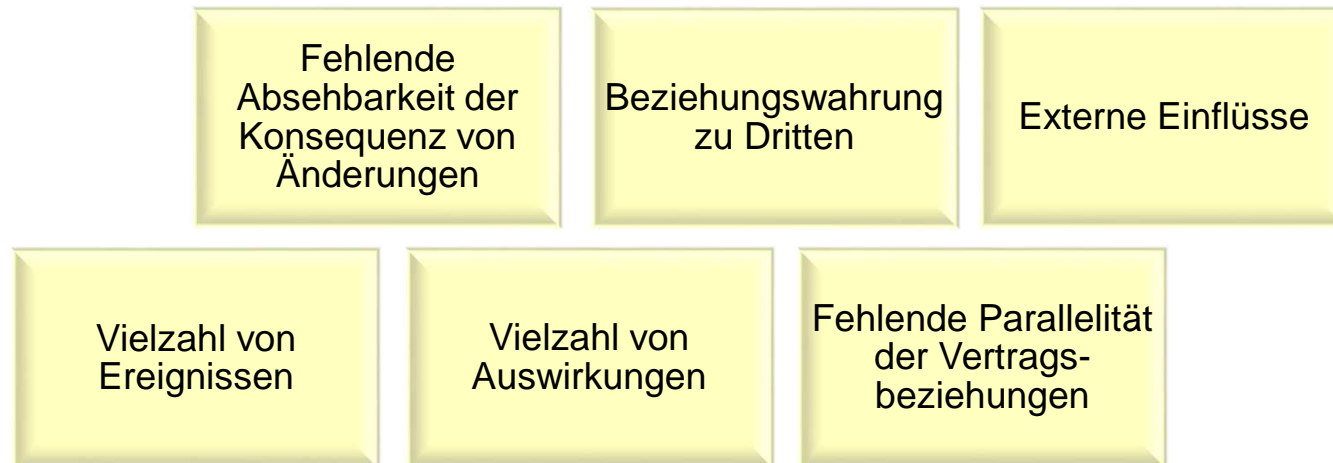 Fehlende
Absehbarkeit der
Konsequenz von
Änderungen
Beziehungswahrung
zu Dritten
Externe Einflüsse
Vielzahl von
Ereignissen
Vielzahl von
Auswirkungen
Fehlende Parallelität
der Vertrags-
beziehungen